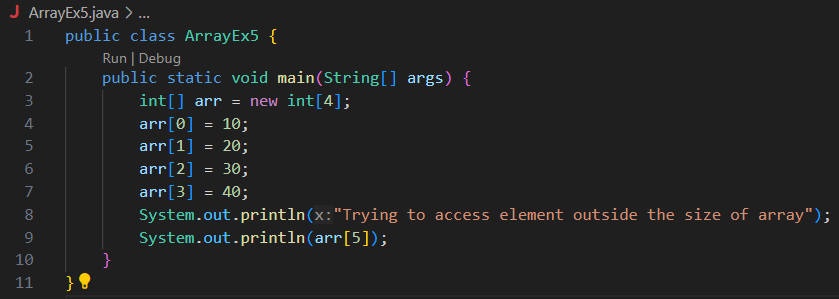 J ArrayEx5.java > ...
1 public class ArrayEx5 {
Run | Debug
2 public static void main(String[] args) {
3 int[] arr = new int[4];
4 arr[0] = 10;
5 arr[1] = 20;
6 arr[2] = 30;
7 arr[3] = 40;
8 System.out.println(x:"Trying to access element outside the size of array");
9 System.out.println(arr[5]);
10 }
11 }